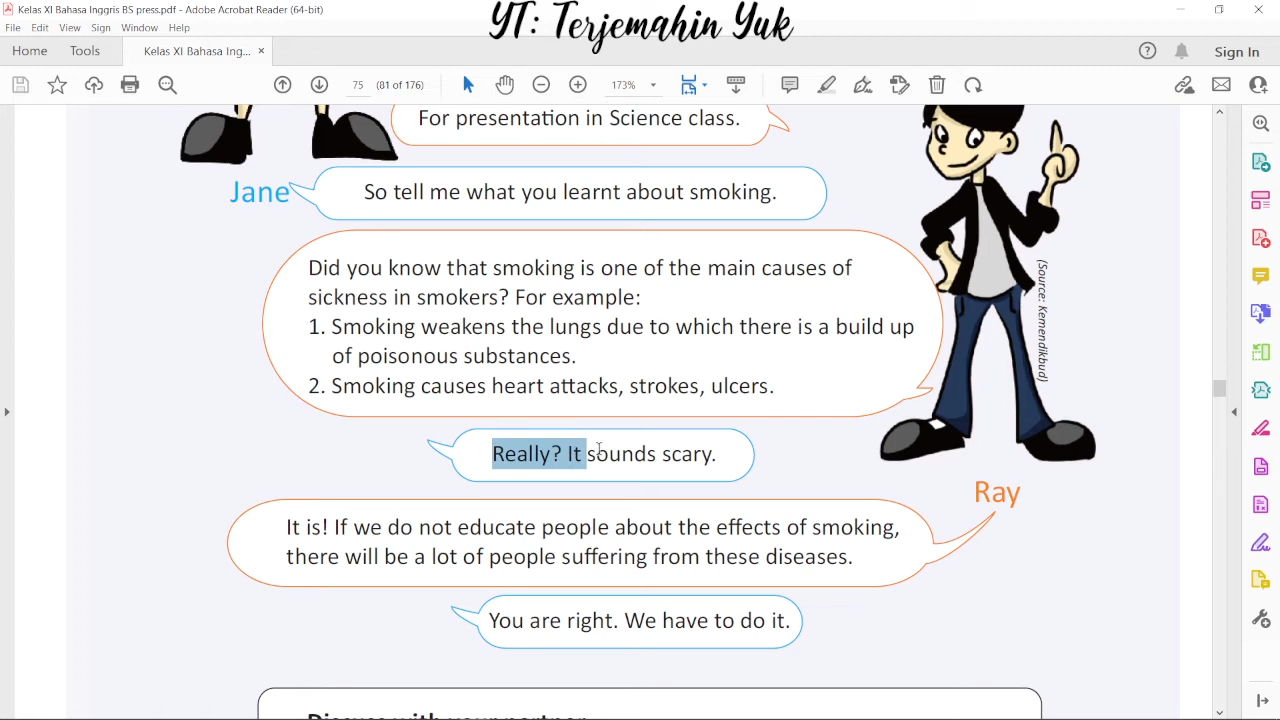 Kelas XI Bahasa Inggris BS press.pdf - Adobe Acrobat Reader (64-bit)
YT: Terjemahin Yuk
File Edit View Sign Window Help
Home Tools Kelas XI Bahasa Ing... × Sign In
75 (81 of 176) 173%
For presentation in Science class.
Jane
So tell me what you learnt about smoking.
Did you know that smoking is one of the main causes of
sickness in smokers? For example:
1. Smoking weakens the lungs due to which there is a build up
of poisonous substances.
2. Smoking causes heart attacks, strokes, ulcers.
(Source: Kemendikbud)
Really? It sounds scary.
Ray
It is! If we do not educate people about the effects of smoking,
there will be a lot of people suffering from these diseases.
You are right. We have to do it.
Discuss with your partner